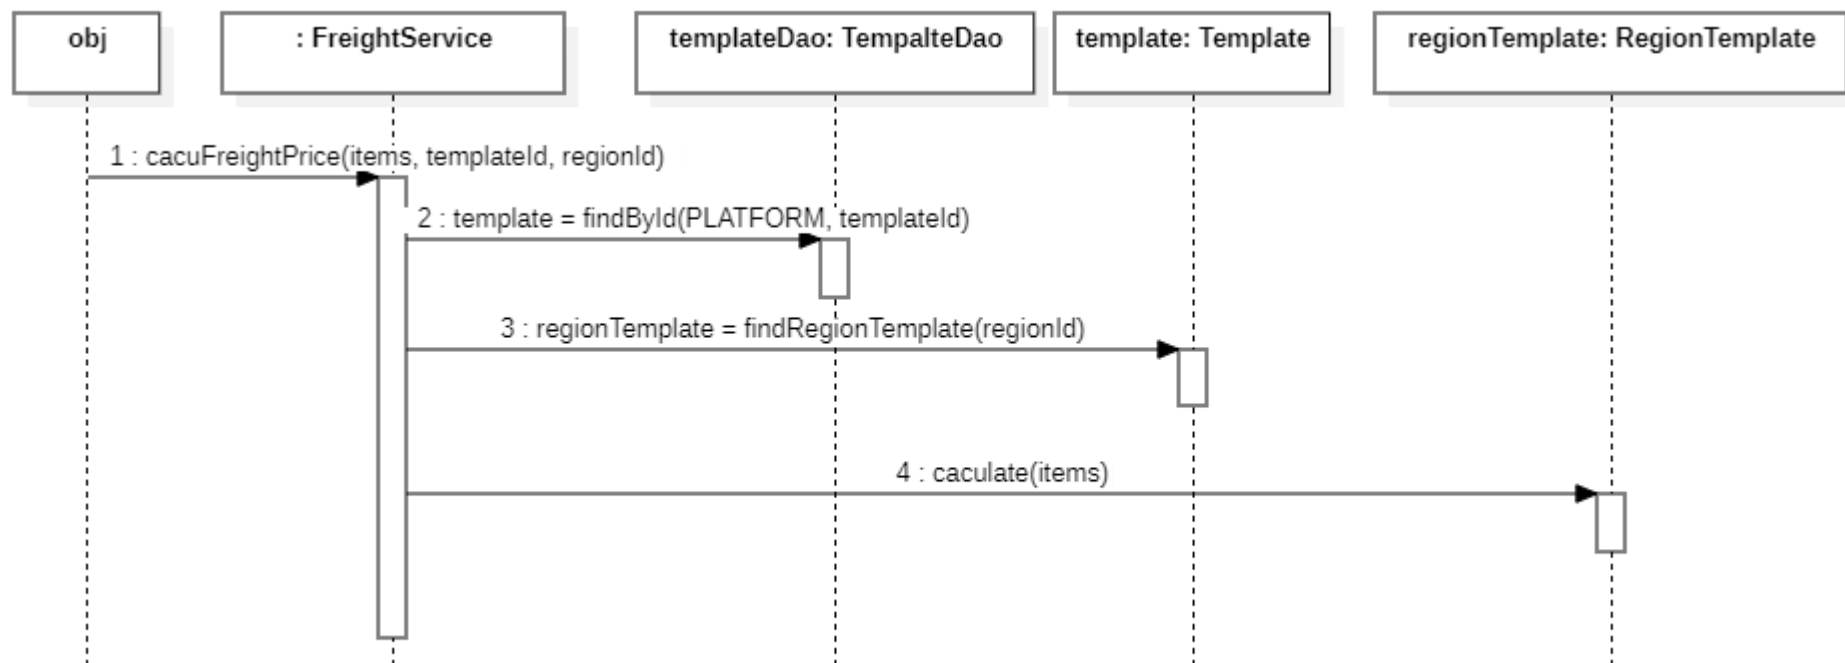 obj
: FreightService
templateDao: TempalteDao
template: Template
regionTemplate: RegionTemplate
1 : cacuFreightPrice(items, templateId, regionId)
2 : template = findById(PLATFORM, templateId)
3 : regionTemplate = findRegionTemplate(regionId)
4 : caculate(items)